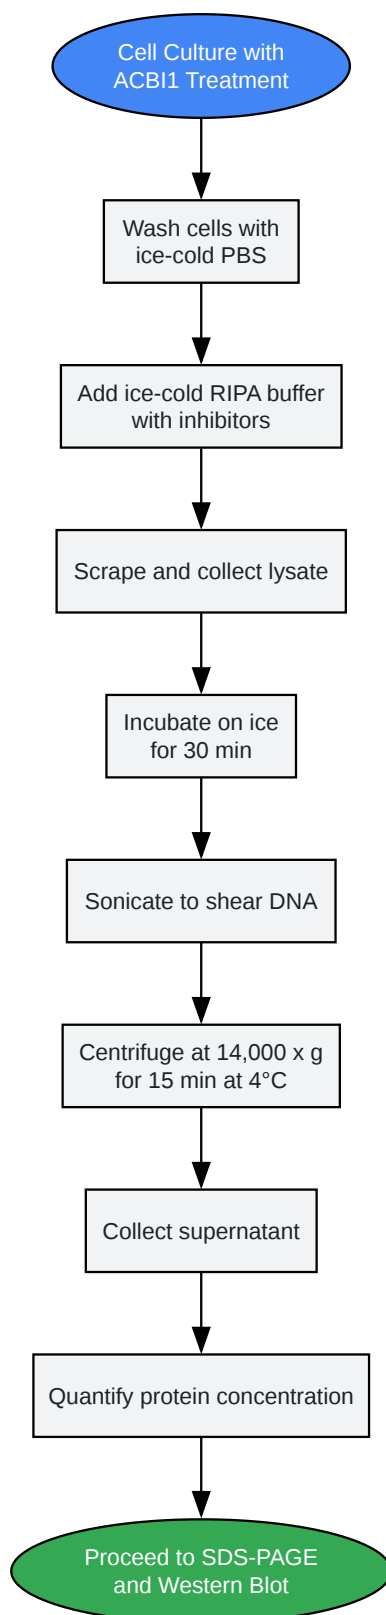 Cell Culture with
ACBI1 Treatment
Wash cells with
ice-cold PBS
Add ice-cold RIPA buffer
with inhibitors
Scrape and collect lysate
Incubate on ice
for 30 min
Sonicate to shear DNA
Centrifuge at 14,000 x g
for 15 min at 4°C
Collect supernatant
Quantify protein concentration
Proceed to SDS-PAGE
and Western Blot